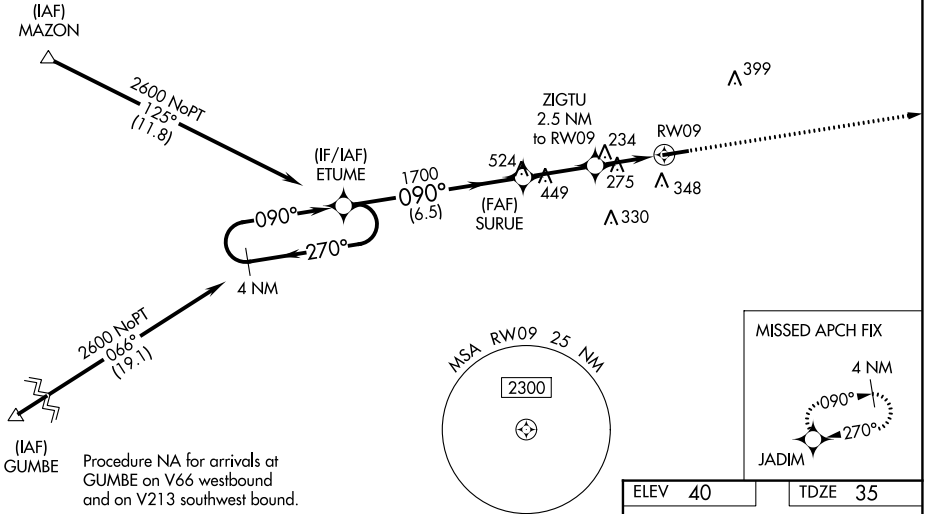 (IAF)
MAZON
2600 NoPT
125°
(11.8)
399
ZIGTU
2.5 NM
to RW09
234
RW09
(IF/IAF)
ETUME
524
1700
090°
(6.5)
449
275
348
(FAF)
SURUE
330
090°
270°
4 NM
2600 NoPT
066°
(19.1)
(IAF)
GUMBE
Procedure NA for arrivals at
GUMBE on V66 westbound
and on V213 southwest bound.
MSA RW09 25 NM
2300
MISSED APCH FIX
4 NM
090°
270°
JADIM
ELEV 40
TDZE 35